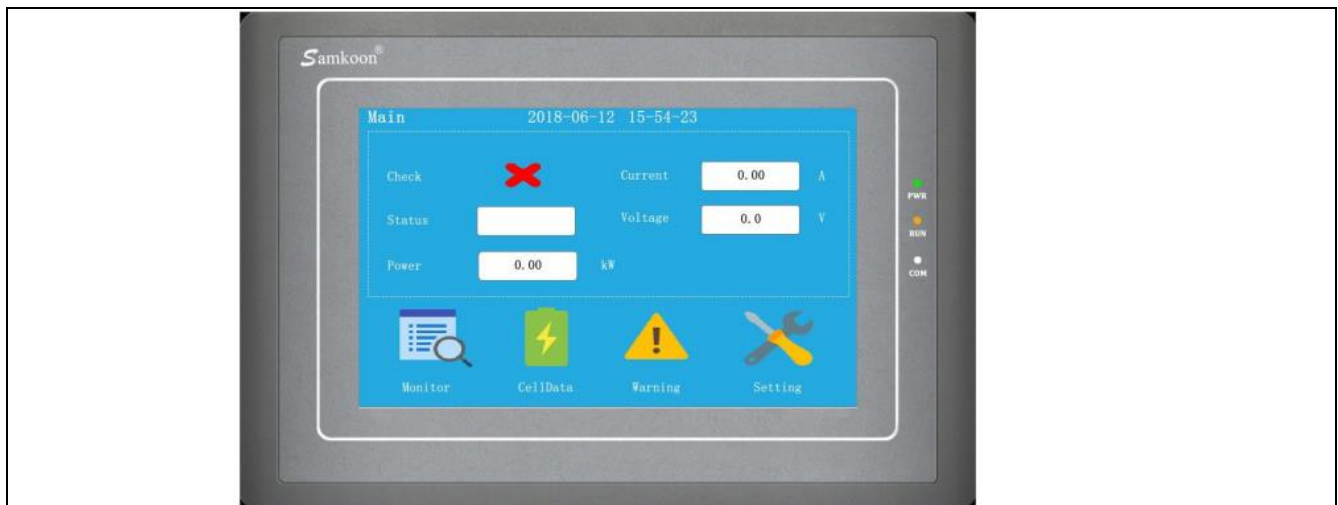 Samkoon®
Main 2018-06-12 15-54-23
Check Current 0.00 A
Status Voltage 0.0 V
Power 0.00 kW
Monitor CellData Warning Setting
PWR
RUN
COM